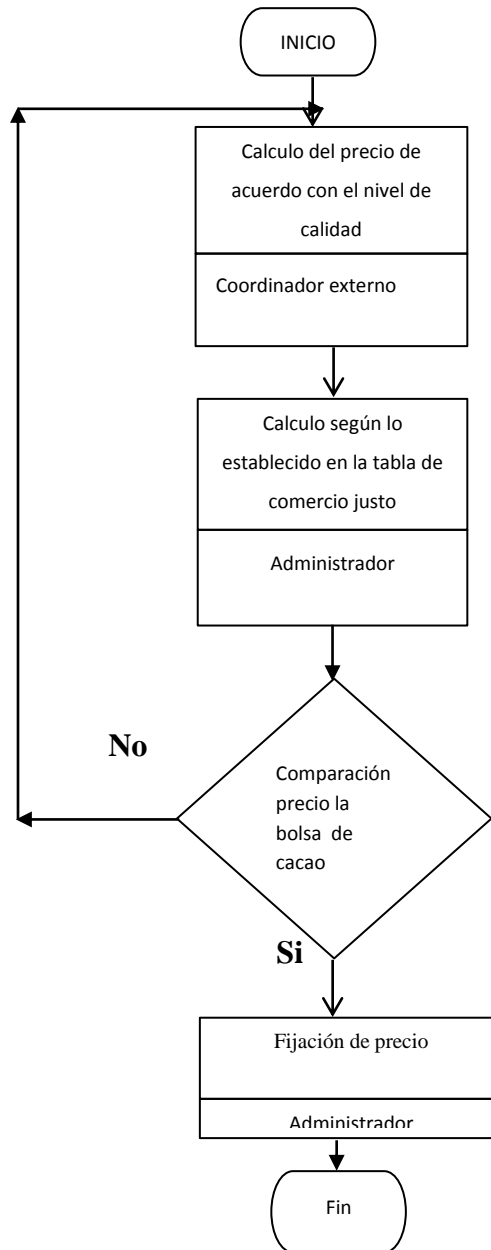 INICIO
Calculo del precio de
acuerdo con el nivel de
calidad
Coordinador externo
Calculo según lo
establecido en la tabla de
comercio justo
Administrador
No
Comparación
precio la
bolsa de
cacao
Si
Fijación de precio
Administrador
Fin